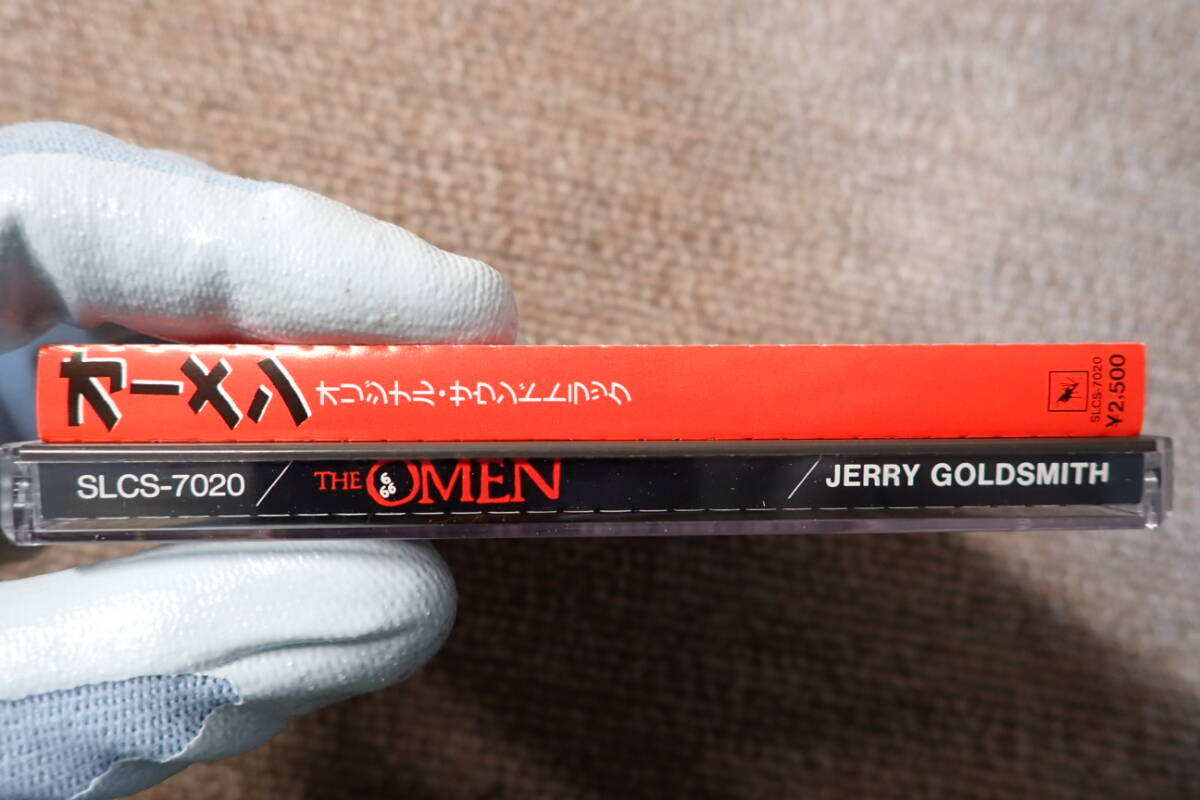 オーメン オリジナル・サウンドトラック
SLCS-7020
¥2,500
SLCS-7020 / THE OMEN 666 / JERRY GOLDSMITH